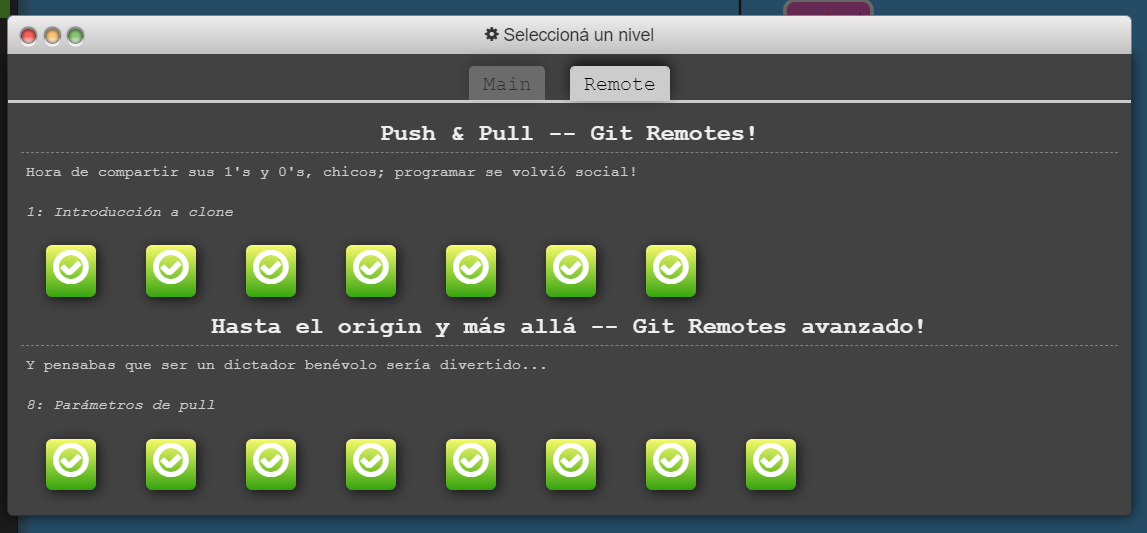 Seleccioná un nivel
Main
Remote
Push & Pull -- Git Remotes!
Hora de compartir sus 1's y 0's, chicos; programar se volvió social!
1: Introducción a clone
Hasta el origin y más allá -- Git Remotes avanzado!
Y pensabas que ser un dictador benévolo sería divertido...
8: Parámetros de pull